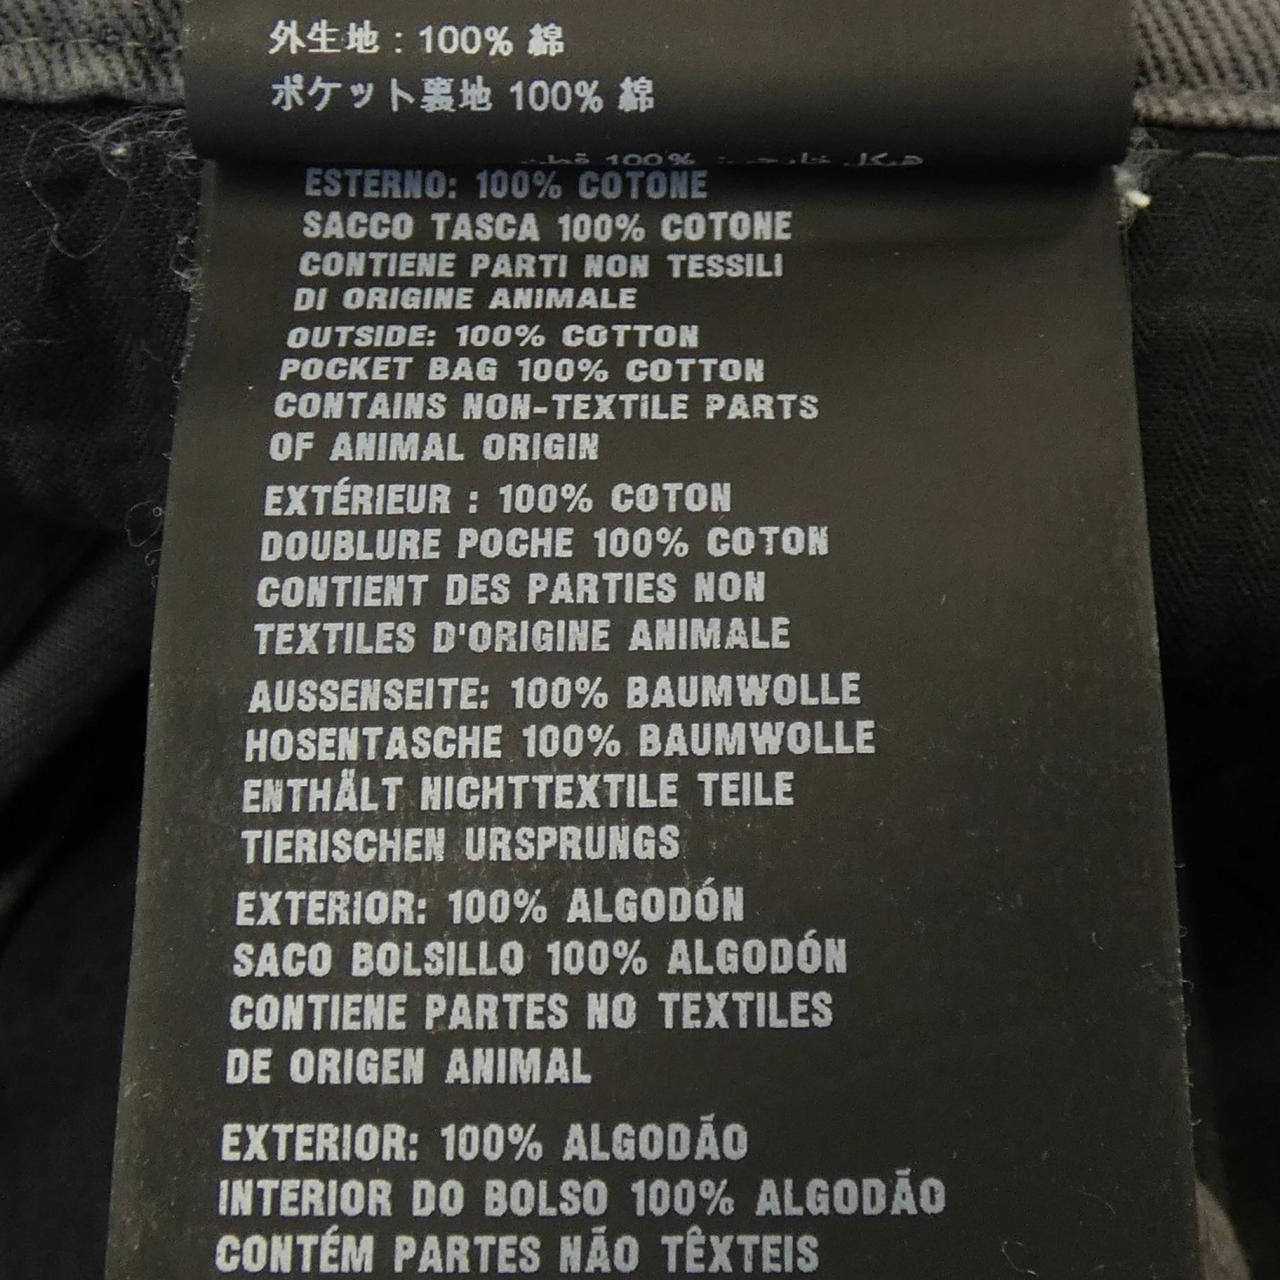 外生地 : 100% 綿
ポケット裏地 100% 綿
100%
ESTERNO: 100% COTONE
SACCO TASCA 100% COTONE
CONTIENE PARTI NON TESSILI
DI ORIGINE ANIMALE
OUTSIDE: 100% COTTON
POCKET BAG 100% COTTON
CONTAINS NON-TEXTILE PARTS
OF ANIMAL ORIGIN
EXTÉRIEUR : 100% COTON
DOUBLURE POCHE 100% COTON
CONTIENT DES PARTIES NON
TEXTILES D'ORIGINE ANIMALE
AUSSENSEITE: 100% BAUMWOLLE
HOSENTASCHE 100% BAUMWOLLE
ENTHÄLT NICHTTEXTILE TEILE
TIERISCHEN URSPRUNGS
EXTERIOR: 100% ALGODÓN
SACO BOLSILLO 100% ALGODÓN
CONTIENE PARTES NO TEXTILES
DE ORIGEN ANIMAL
EXTERIOR: 100% ALGODÃO
INTERIOR DO BOLSO 100% ALGODÃO
CONTÉM PARTES NÃO TÊXTEIS